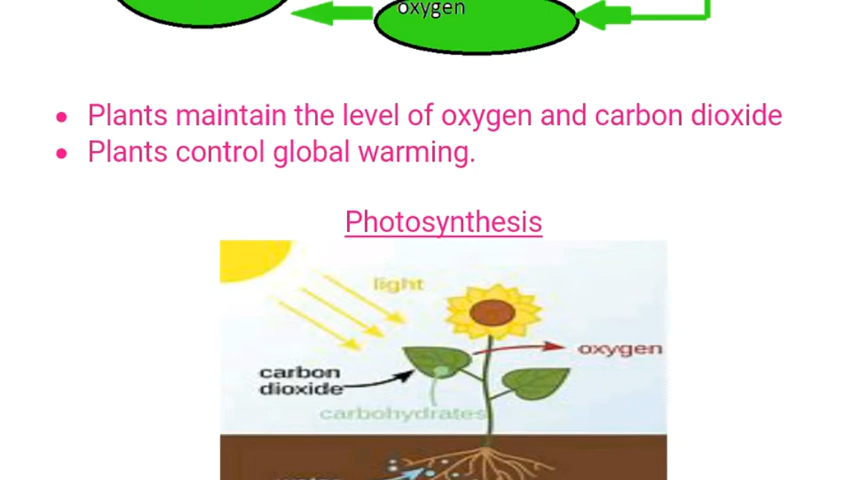 oxygen
Plants maintain the level of oxygen and carbon dioxide
Plants control global warming.
Photosynthesis
light
oxygen
carbon
dioxide
carbohydrates